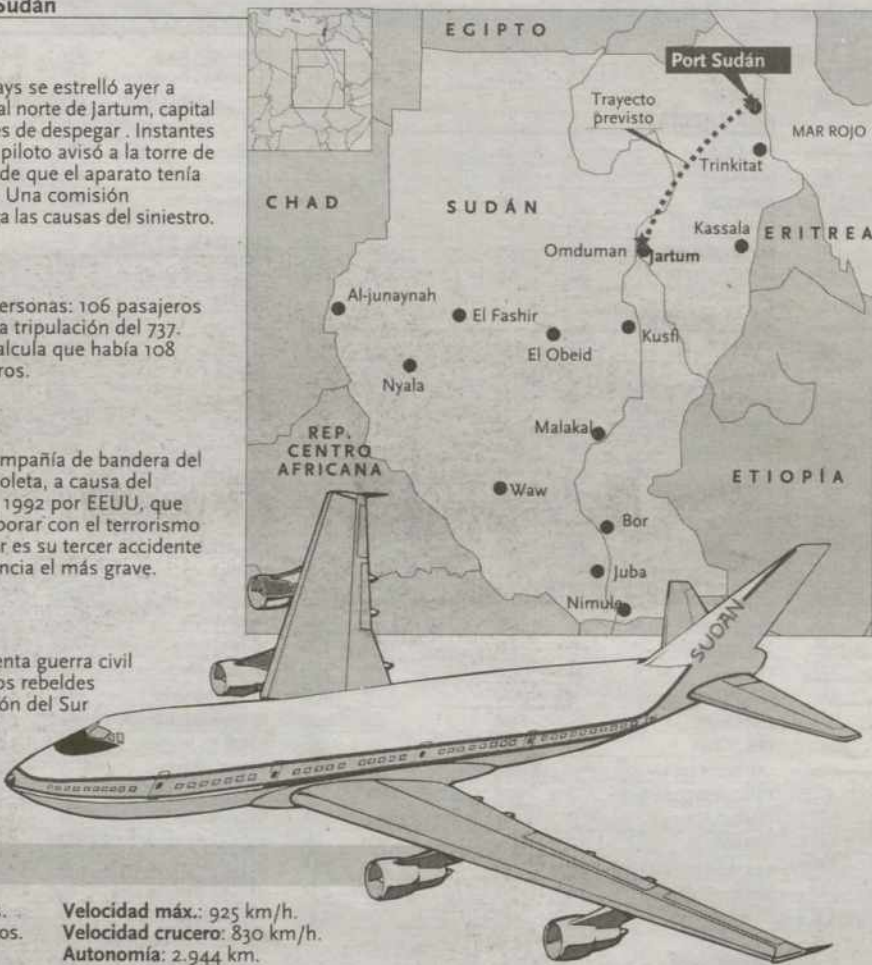 Sudán
ays se estrelló ayer a
al norte de Jartum, capital
es de despegar . Instantes
piloto avisó a la torre de
de que el aparato tenía
Una comisión
a las causas del siniestro.
ersonas: 106 pasajeros
a tripulación del 737.
alcula que había 108
ros.
mpañía de bandera del
oleta, a causa del
1992 por EEUU, que
porar con el terrorismo
r es su tercer accidente
ncia el más grave.
enta guerra civil
os rebeldes
ón del Sur
EGIPTO
Port Sudán
Trayecto
previsto
MAR ROJO
Trinkitat
CHAD
SUDÁN
Kassala
ERITREA
Omduman
Jartum
Al-junaynah
El Fashir
Kusfi
El Obeid
Nyala
Malakal
REP.
CENTRO
AFRICANA
ETIOPÍA
Waw
Bor
Juba
Nimule
SUDAN
s.
os.
Velocidad máx.: 925 km/h.
Velocidad crucero: 830 km/h.
Autonomía: 2.944 km.